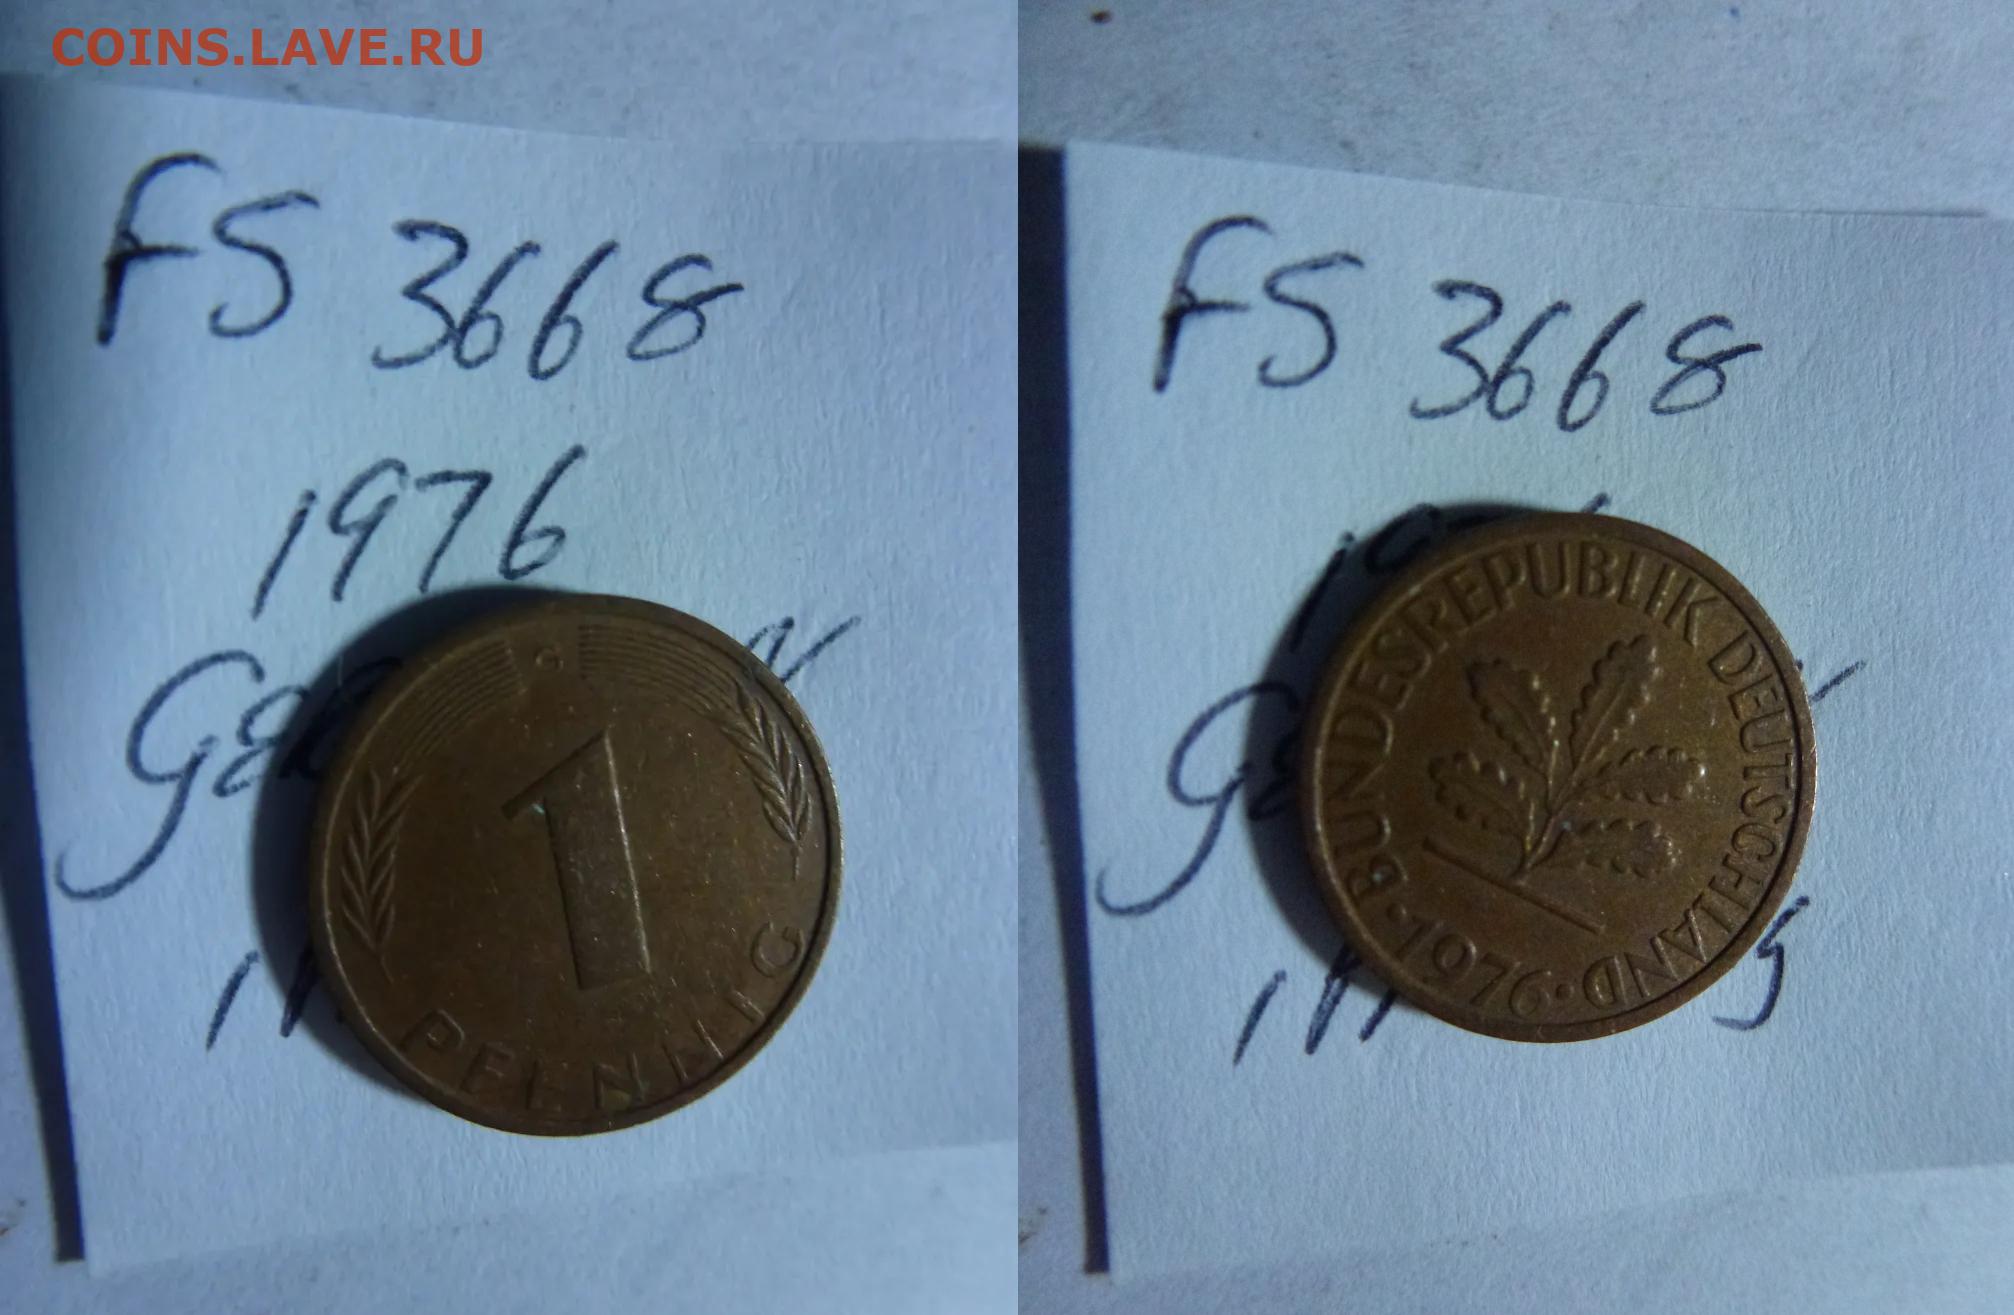 COINS.LAVE.RU
FS 3668
1976
G
1
PFENNIG
FS 3668
BUNDESREPUBLIK DEUTSCHLAND
· 1976 ·